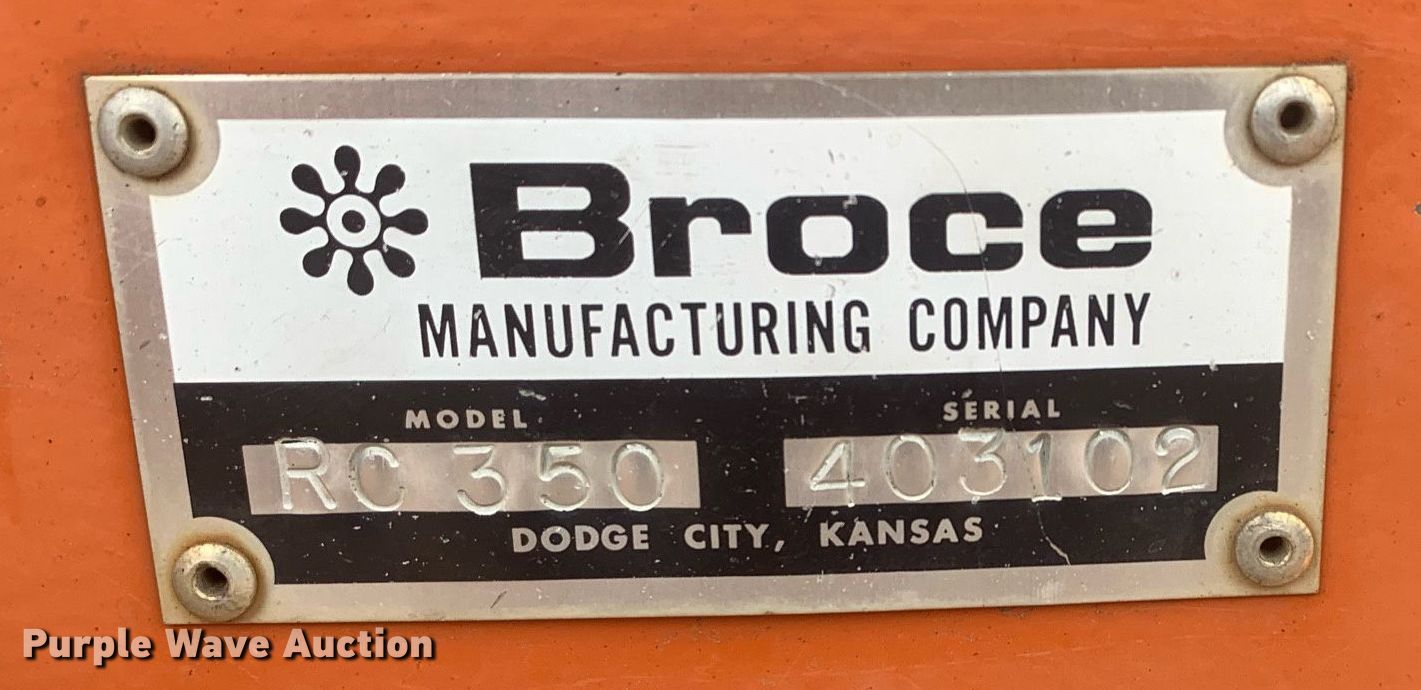 Broce
MANUFACTURING COMPANY
MODEL SERIAL
RC 350 403102
DODGE CITY, KANSAS
Purple Wave Auction